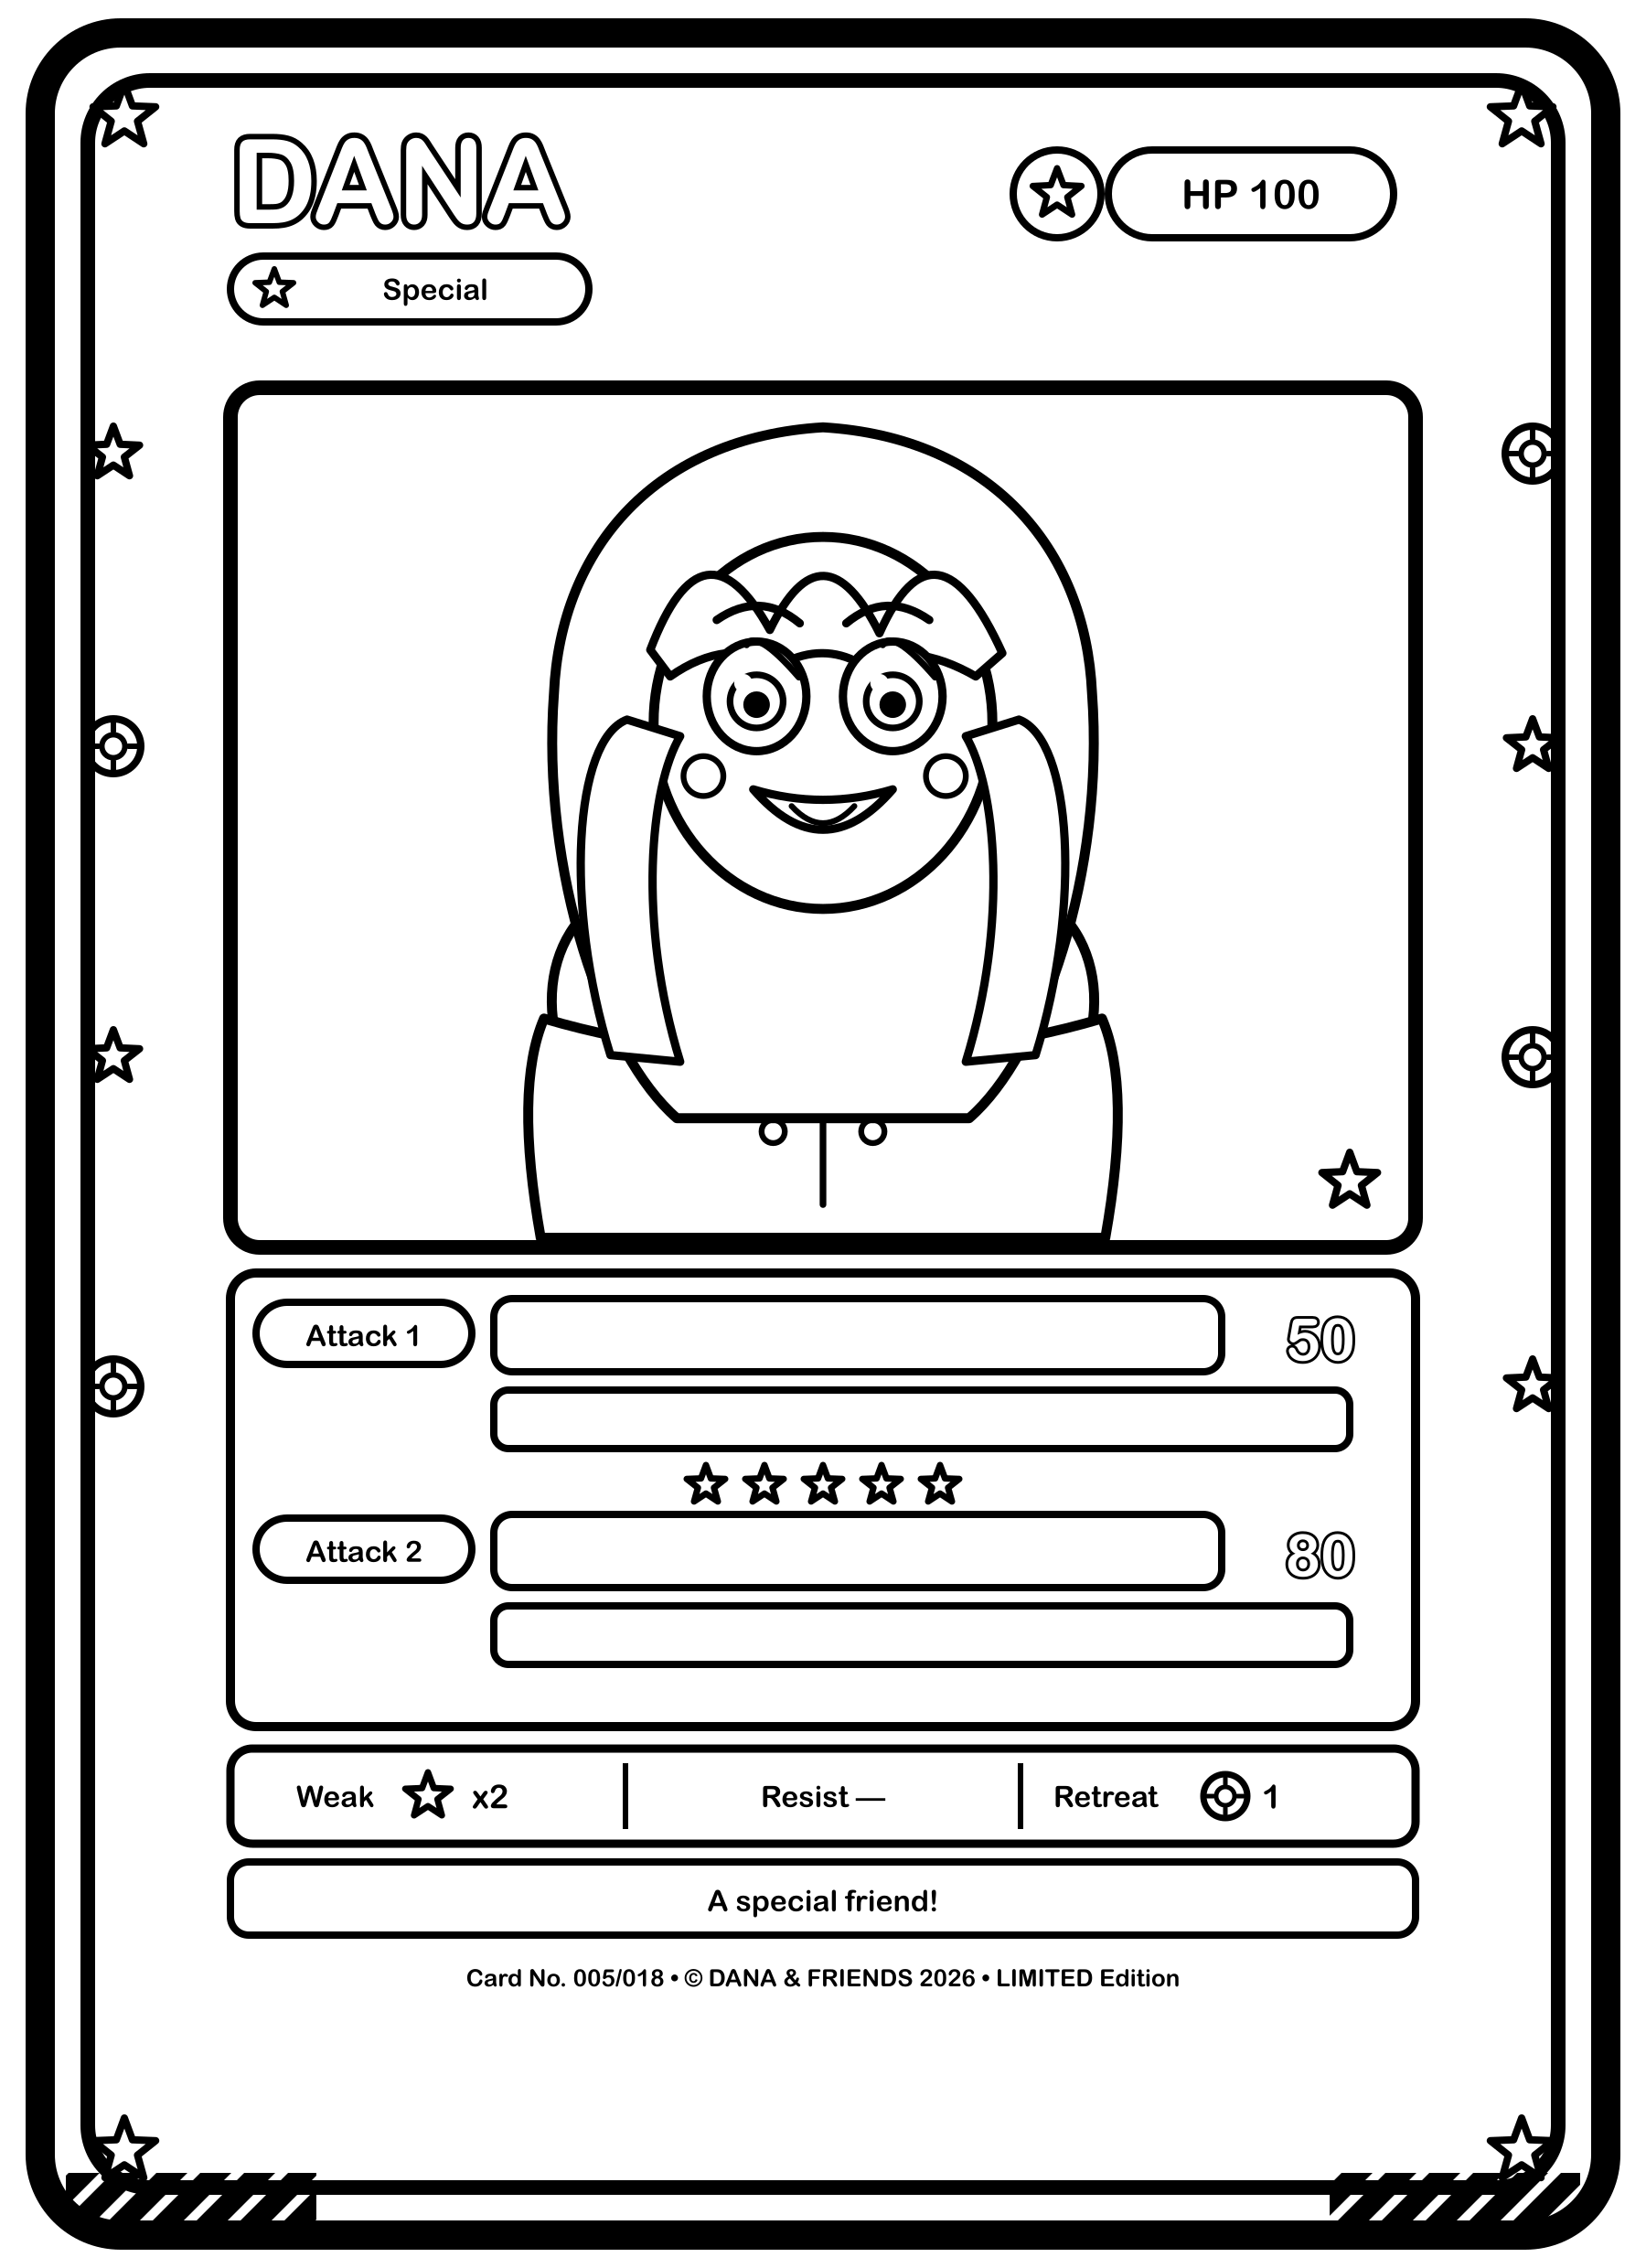 DANA
HP 100
Special
Attack 1
50
Attack 2
80
Weak x2
Resist —
Retreat 1
A special friend!
Card No. 005/018 • © DANA & FRIENDS 2026 • LIMITED Edition